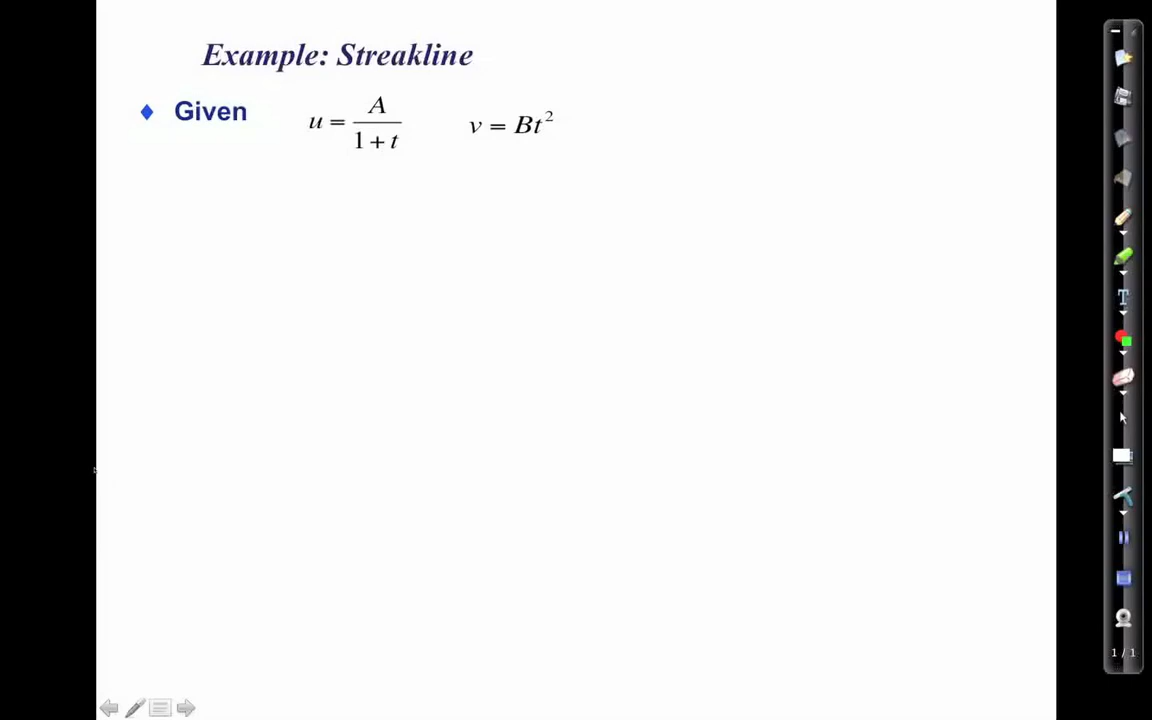 Example: Streakline
♦ Given u = A / (1 + t) v = Bt²
T
1 / 1